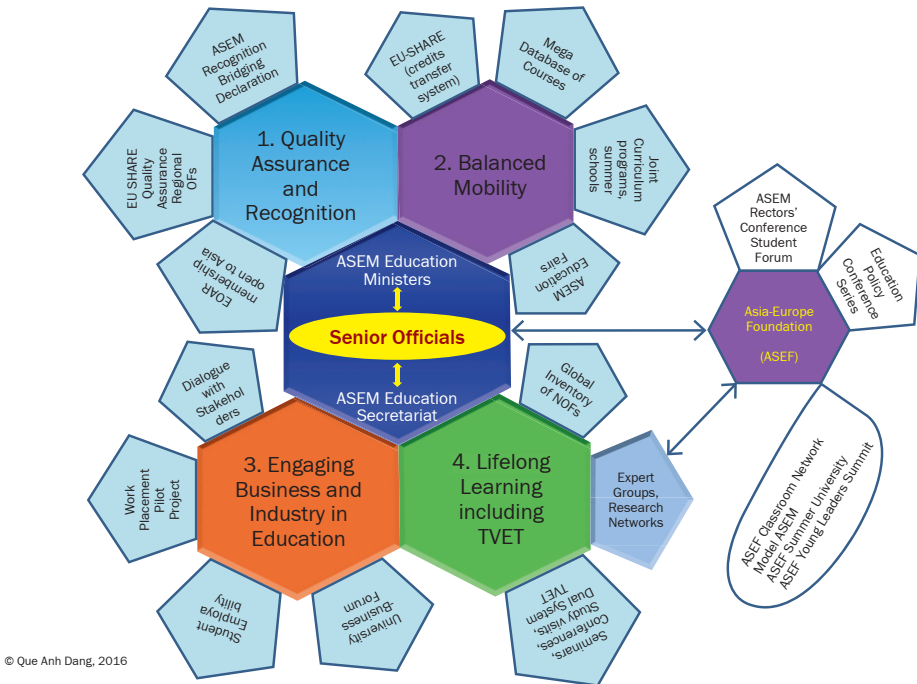 ASEM
Recognition
Bridging
Declaration
EU-SHARE
(credits
transfer
system)
Mega
Database of
Courses
EU SHARE
Quality
Assurance
Regional
QFs
1. Quality
Assurance
and
Recognition
2. Balanced
Mobility
Joint
Curriculum
programs,
summer
schools
EQAR
membership
open to Asia
ASEM
Education
Fairs
ASEM Education
Ministers
Senior Officials
ASEM Education
Secretariat
ASEM
Rectors'
Conference
Student
Forum
Education
Policy
Conference
Series
Asia-Europe
Foundation
(ASEF)
Dialogue
with
Stakehol
ders
Global
Inventory
of NQFs
Work
Placement
Pilot
Project
3. Engaging
Business and
Industry in
Education
4. Lifelong
Learning
including
TVET
Expert
Groups,
Research
Networks
ASEF Classroom Network
Model ASEM
ASEF Summer University
ASEF Young Leaders Summit
Student
Employa
bility
University
-Business
Forum
Seminars,
Conferences,
Study visits,
Dual System
TVET
© Que Anh Dang, 2016